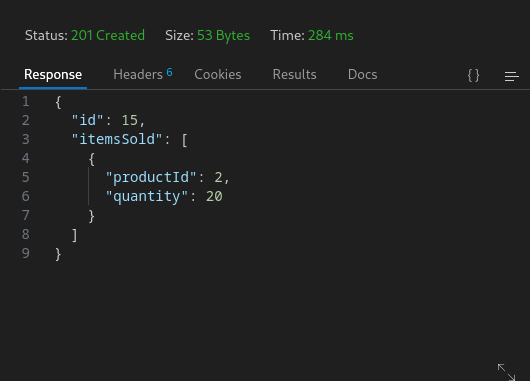 Status: 201 Created Size: 53 Bytes Time: 284 ms
Response Headers 6 Cookies Results Docs {}
1 {
2 "id": 15,
3 "itemsSold": [
4 {
5 "productId": 2,
6 "quantity": 20
7 }
8 ]
9 }